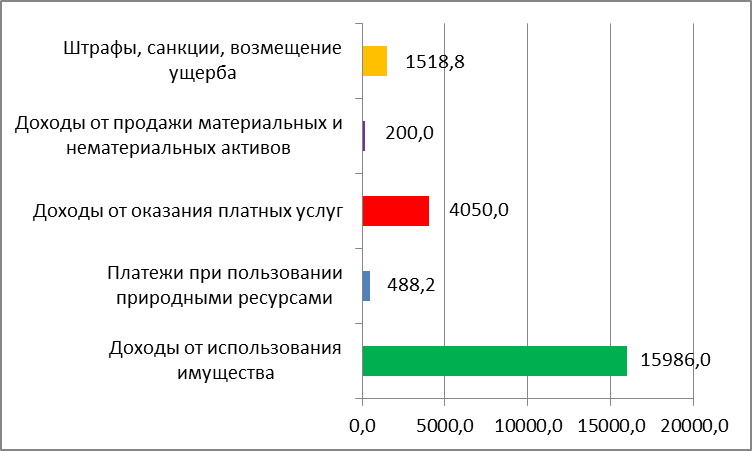 Штрафы, санкции, возмещение
ущерба
1518,8
Доходы от продажи материальных и
нематериальных активов
200,0
Доходы от оказания платных услуг
4050,0
Платежи при пользовании
природными ресурсами
488,2
Доходы от использования
имущества
15986,0
0,0 5000,0 10000,0 15000,0 20000,0